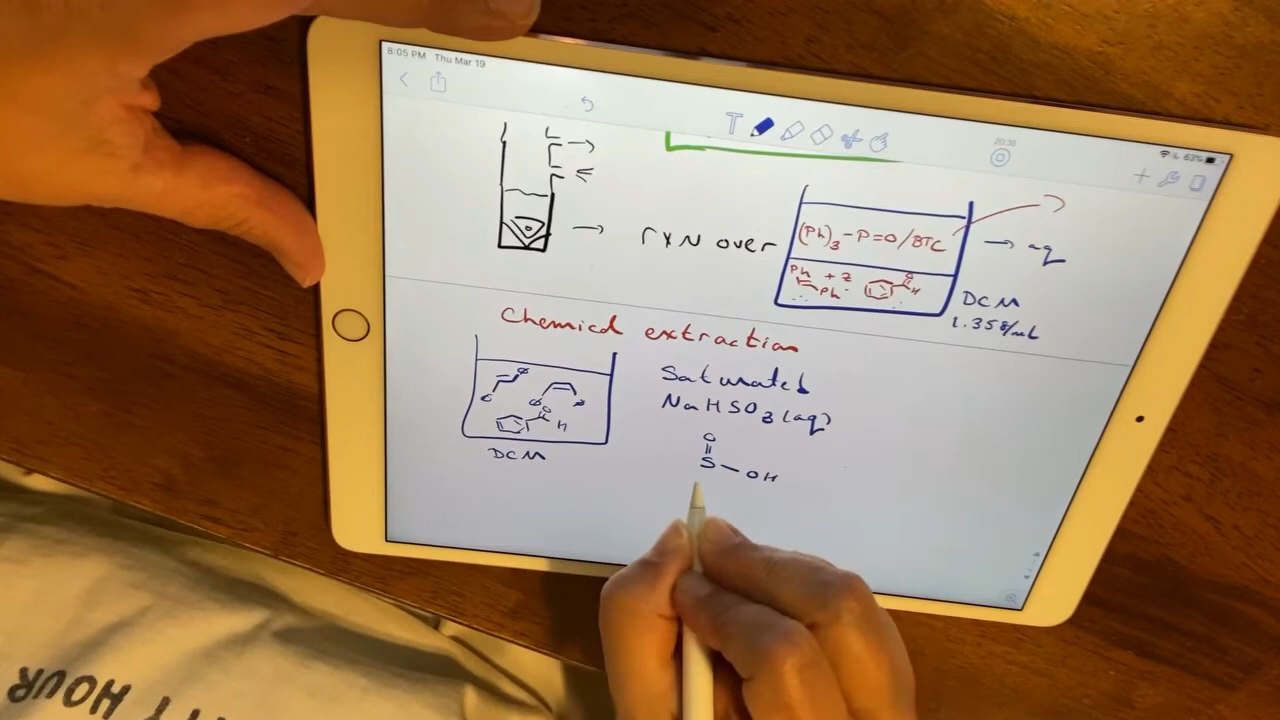 8:05 PM Thu Mar 19
63%
T
rxN over
(Ph)3-P=O/BTC
→ aq
Ph + Z
Ph
H
DCM
1.35g/mL
Chemical extraction
Saturated
NaHSO3(aq)
O
H
DCM
O
S-OH
HOUR